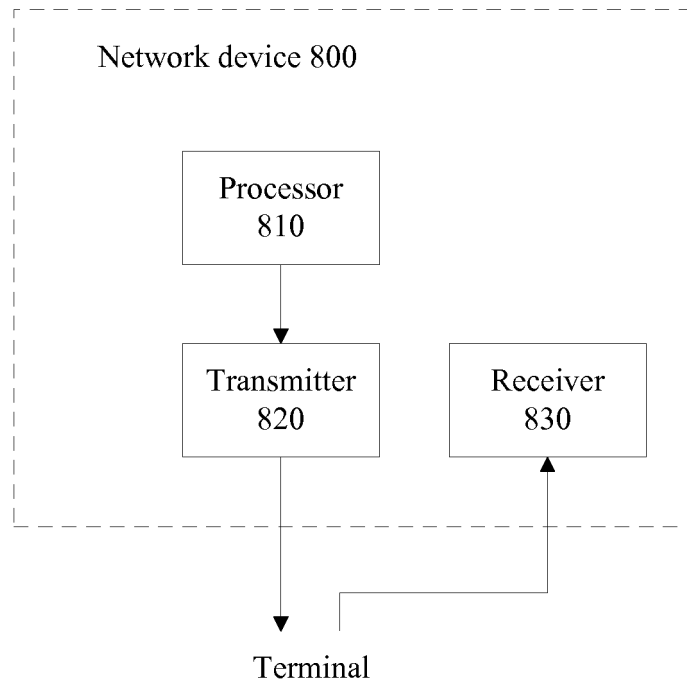 Network device 800
Processor
810
Transmitter
820
Receiver
830
Terminal